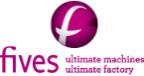 f
fives ultimate machines
ultimate factory